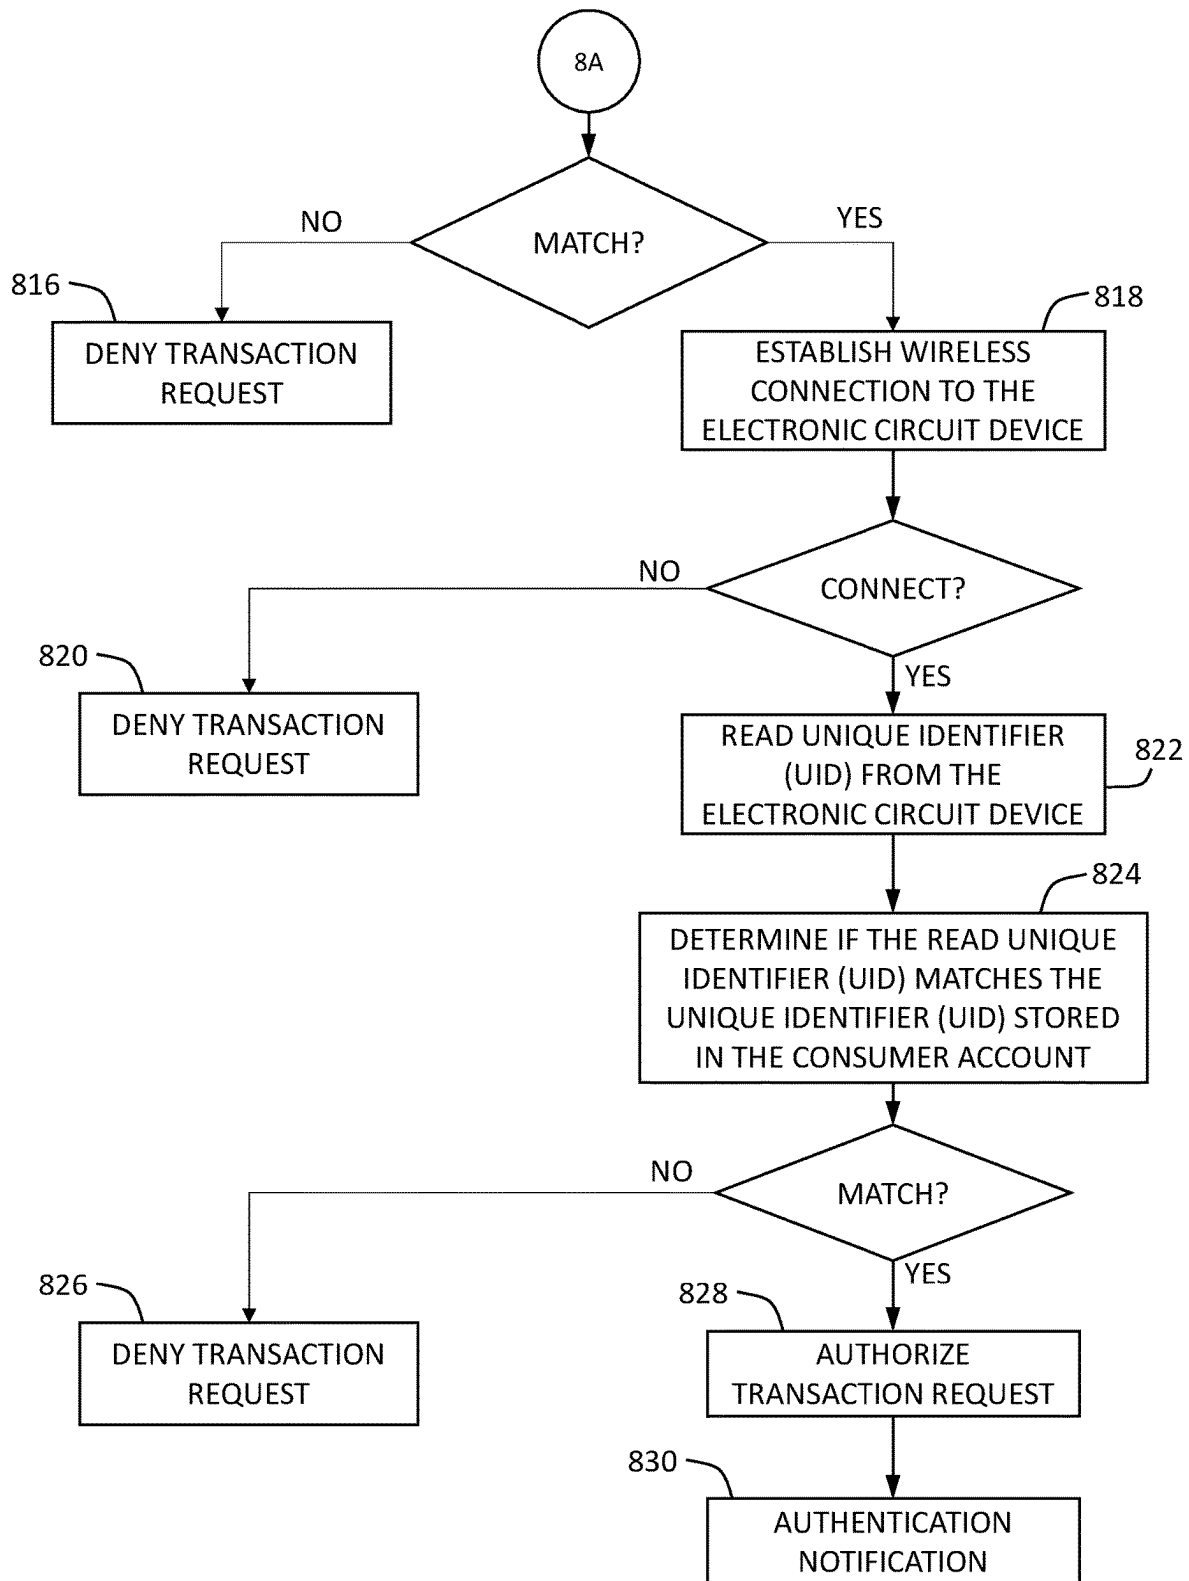 8A
MATCH?
NO
YES
816
DENY TRANSACTION
REQUEST
818
ESTABLISH WIRELESS
CONNECTION TO THE
ELECTRONIC CIRCUIT DEVICE
CONNECT?
NO
YES
820
DENY TRANSACTION
REQUEST
822
READ UNIQUE IDENTIFIER
(UID) FROM THE
ELECTRONIC CIRCUIT DEVICE
824
DETERMINE IF THE READ UNIQUE
IDENTIFIER (UID) MATCHES THE
UNIQUE IDENTIFIER (UID) STORED
IN THE CONSUMER ACCOUNT
MATCH?
NO
YES
826
DENY TRANSACTION
REQUEST
828
AUTHORIZE
TRANSACTION REQUEST
830
AUTHENTICATION
NOTIFICATION